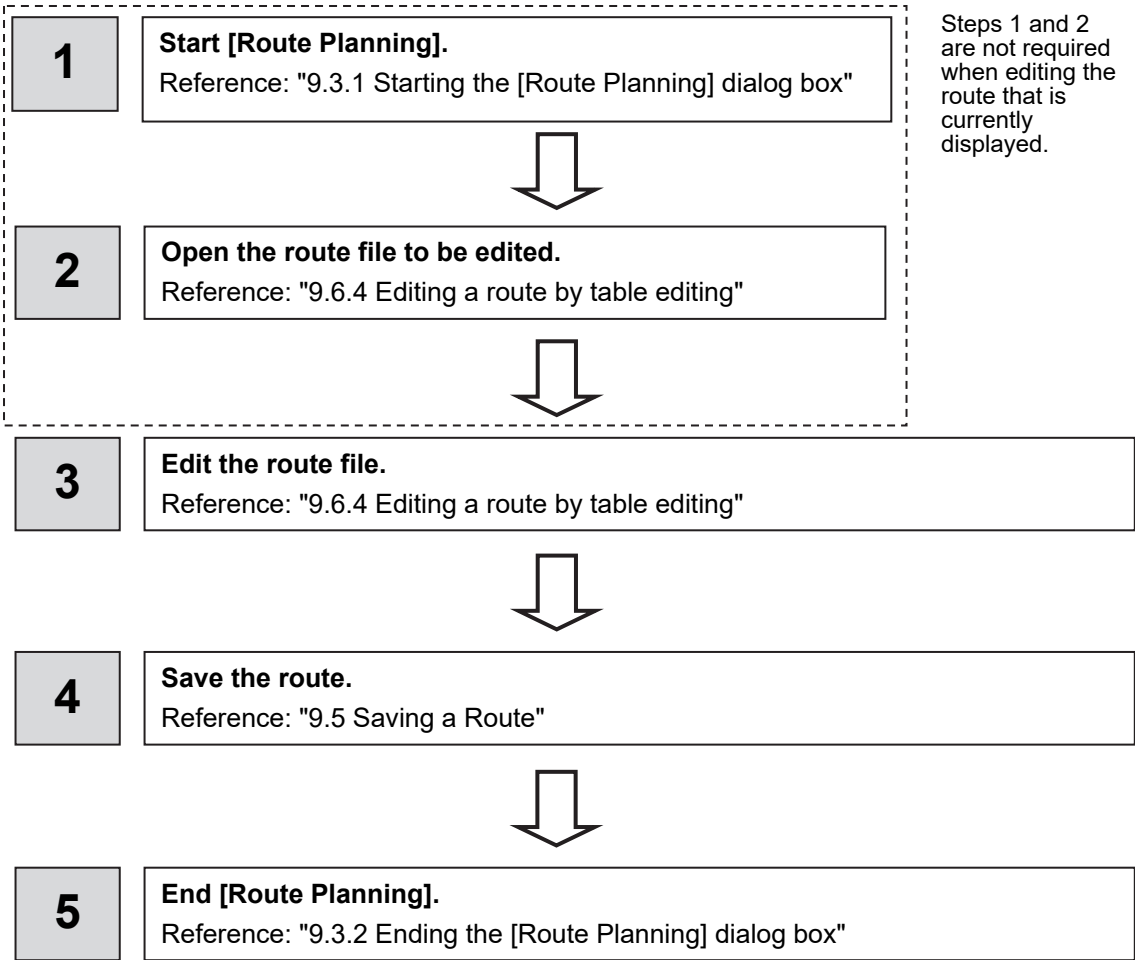 1
Start [Route Planning].
Reference: "9.3.1 Starting the [Route Planning] dialog box"
Steps 1 and 2
are not required
when editing the
route that is
currently
displayed.
2
Open the route file to be edited.
Reference: "9.6.4 Editing a route by table editing"
3
Edit the route file.
Reference: "9.6.4 Editing a route by table editing"
4
Save the route.
Reference: "9.5 Saving a Route"
5
End [Route Planning].
Reference: "9.3.2 Ending the [Route Planning] dialog box"